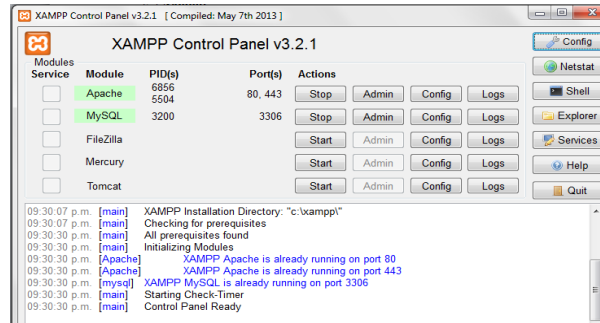 XAMPP Control Panel v3.2.1 [ Compiled: May 7th 2013 ]
XAMPP Control Panel v3.2.1
Config
Modules
Service Module PID(s) Port(s) Actions
Netstat
Apache 6856 5504 80, 443 Stop Admin Config Logs
Shell
MySQL 3200 3306 Stop Admin Config Logs
Explorer
FileZilla Start Admin Config Logs
Services
Mercury Start Admin Config Logs
Help
Tomcat Start Admin Config Logs
Quit
09:30:07 p.m. [main] XAMPP Installation Directory: "c:\xampp\"
09:30:07 p.m. [main] Checking for prerequisites
09:30:30 p.m. [main] All prerequisites found
09:30:30 p.m. [main] Initializing Modules
09:30:30 p.m. [Apache] XAMPP Apache is already running on port 80
09:30:30 p.m. [Apache] XAMPP Apache is already running on port 443
09:30:30 p.m. [mysql] XAMPP MySQL is already running on port 3306
09:30:30 p.m. [main] Starting Check-Timer
09:30:30 p.m. [main] Control Panel Ready